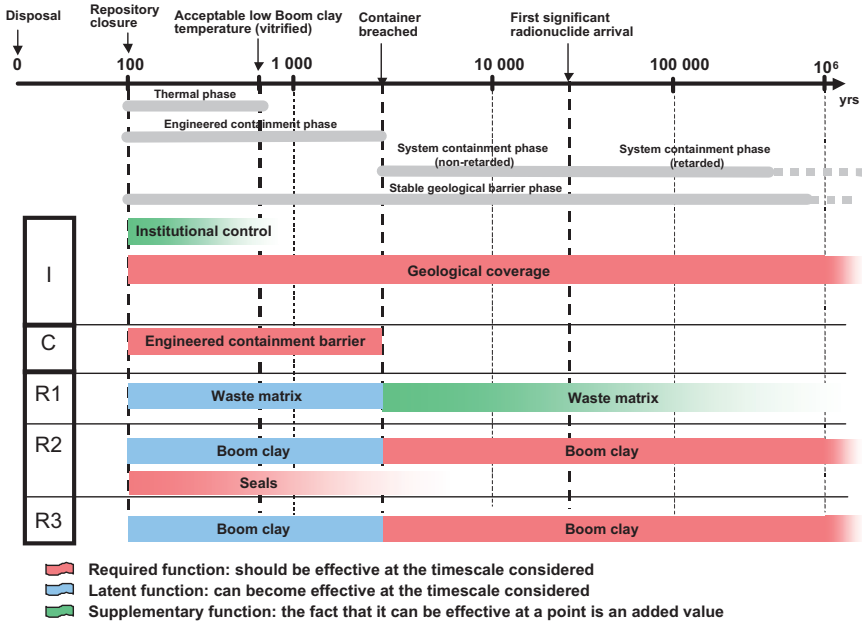 Disposal
Repository
closure
Acceptable low Boom clay
temperature (vitrified)
Container
breached
First significant
radionuclide arrival
0
100
1 000
10 000
100 000
10⁶
yrs
Thermal phase
Engineered containment phase
System containment phase
(non-retarded)
System containment phase
(retarded)
Stable geological barrier phase
I
Institutional control
Geological coverage
C
Engineered containment barrier
R1
Waste matrix
Waste matrix
R2
Boom clay
Boom clay
Seals
R3
Boom clay
Boom clay
Required function: should be effective at the timescale considered
Latent function: can become effective at the timescale considered
Supplementary function: the fact that it can be effective at a point is an added value